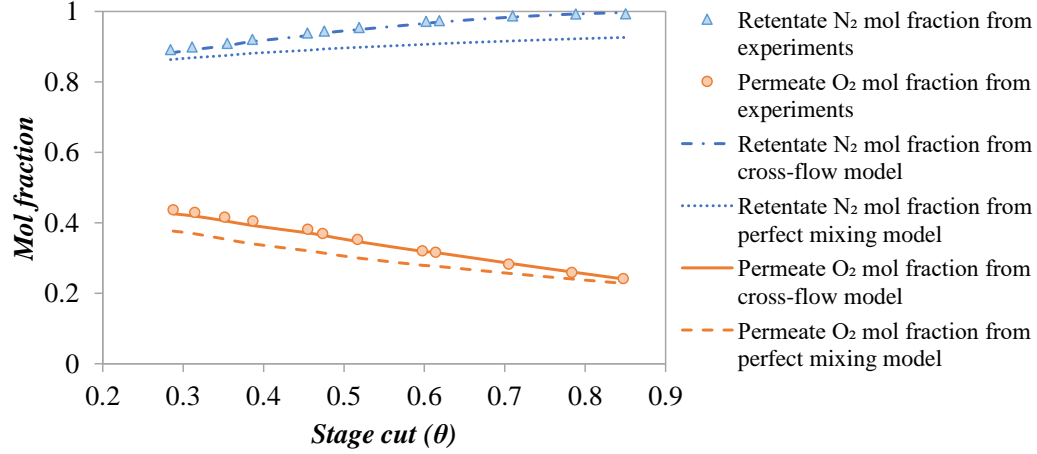 1
0.8
0.6
0.4
0.2
0
Mol fraction
0.2 0.3 0.4 0.5 0.6 0.7 0.8 0.9
Stage cut (θ)
Retentate N₂ mol fraction from
experiments
Permeate O₂ mol fraction from
experiments
Retentate N₂ mol fraction from
cross-flow model
Retentate N₂ mol fraction from
perfect mixing model
Permeate O₂ mol fraction from
cross-flow model
Permeate O₂ mol fraction from
perfect mixing model